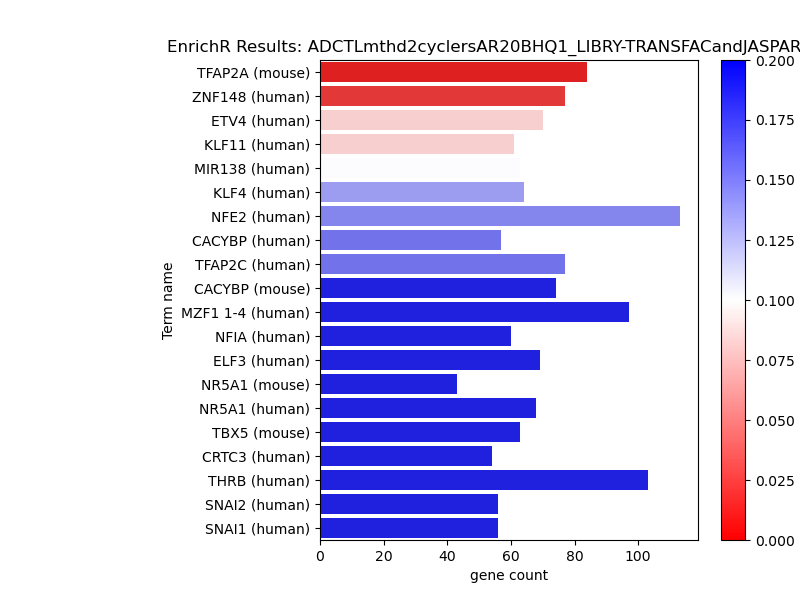 EnrichR Results: ADCTLmthd2cyclersAR20BHQ1_LIBRY-TRANSFACandJASPAR
TFAP2A (mouse)
ZNF148 (human)
ETV4 (human)
KLF11 (human)
MIR138 (human)
KLF4 (human)
NFE2 (human)
CACYBP (human)
TFAP2C (human)
CACYBP (mouse)
MZF1 1-4 (human)
NFIA (human)
ELF3 (human)
NR5A1 (mouse)
NR5A1 (human)
TBX5 (mouse)
CRTC3 (human)
THRB (human)
SNAI2 (human)
SNAI1 (human)
Term name
0 20 40 60 80 100
gene count
0.200
0.175
0.150
0.125
0.100
0.075
0.050
0.025
0.000